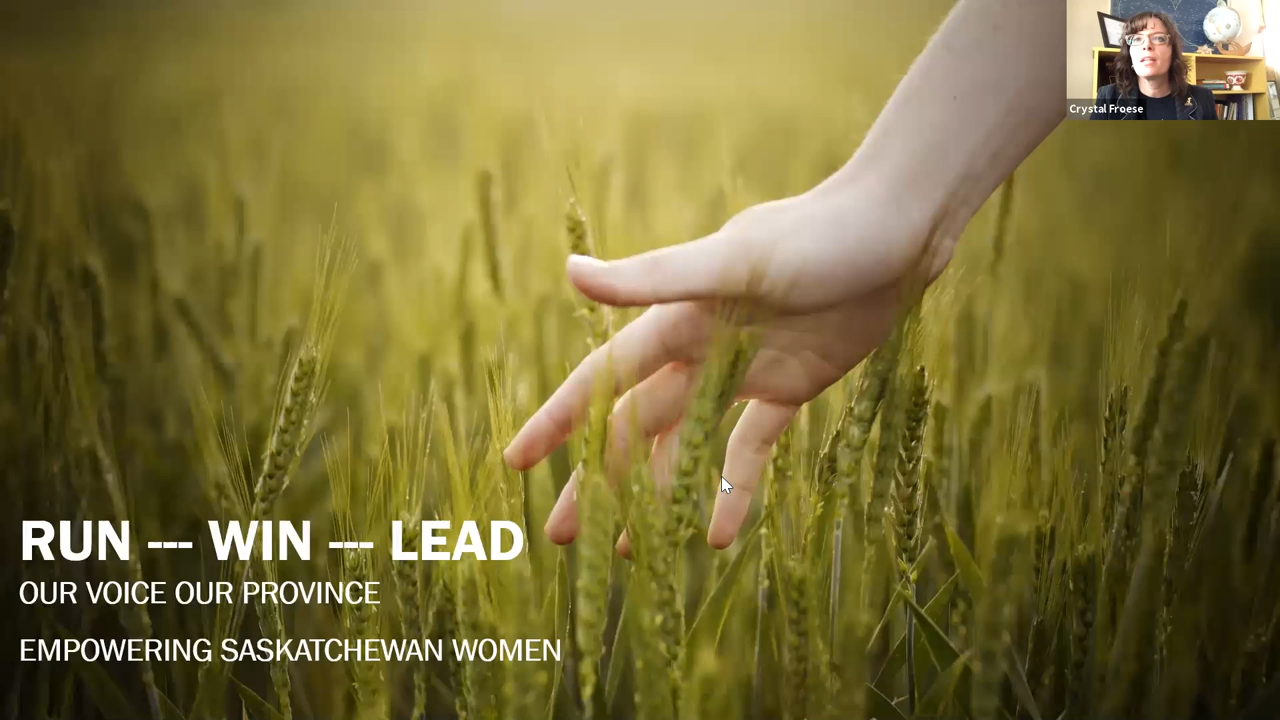 Crystal Froese
RUN --- WIN --- LEAD
OUR VOICE OUR PROVINCE
EMPOWERING SASKATCHEWAN WOMEN